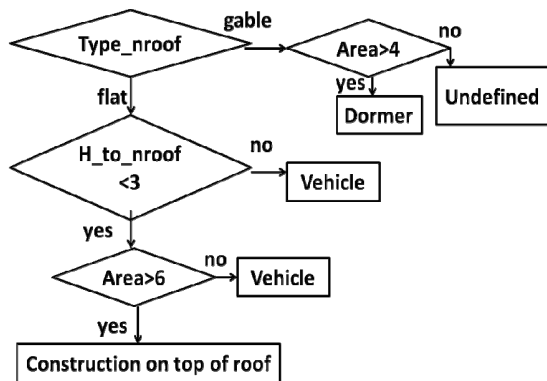 gable
Type_nroof
Area>4
no
yes
Undefined
Dormer
flat
H_to_nroof
<3
no
Vehicle
yes
Area>6
no
Vehicle
yes
Construction on top of roof